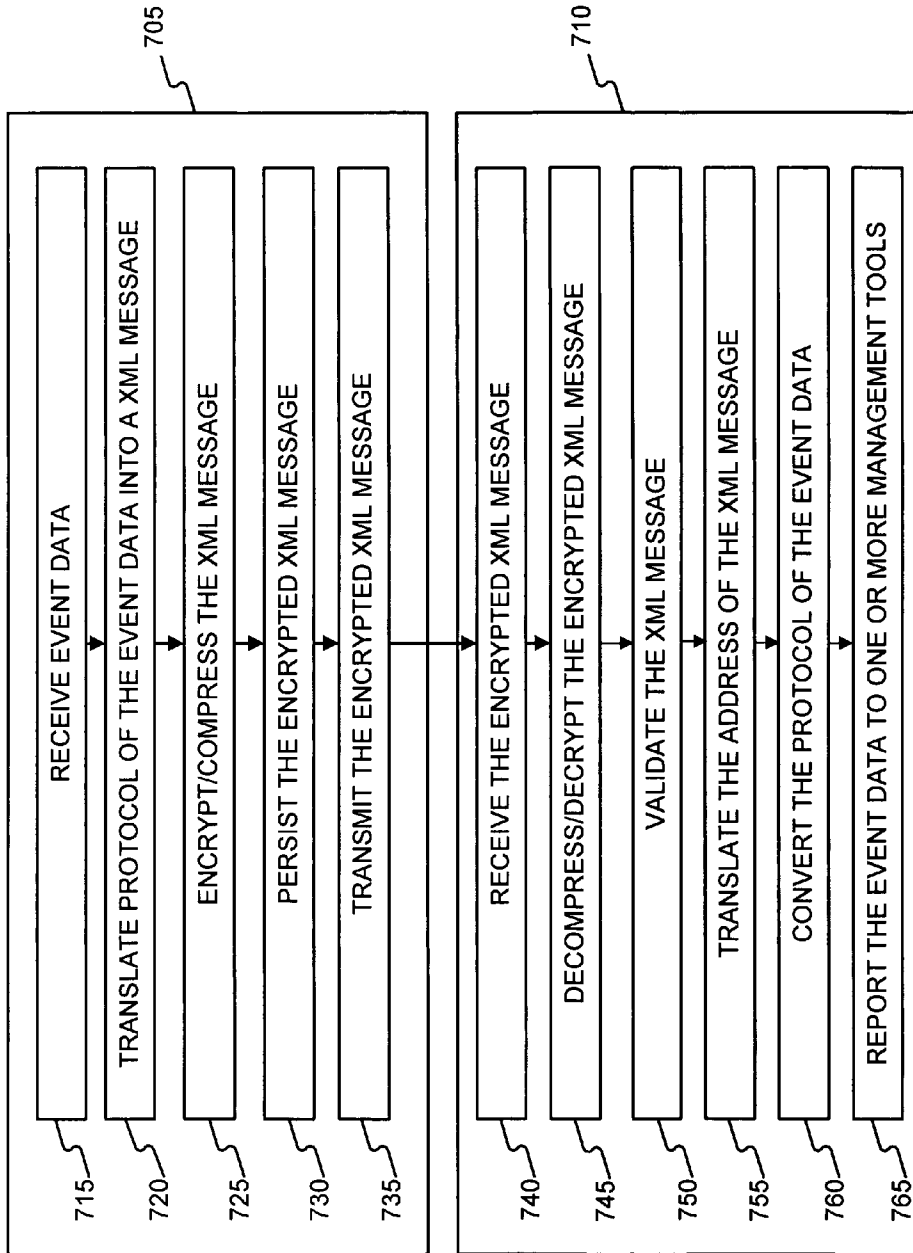 705
RECEIVE EVENT DATA
715
TRANSLATE PROTOCOL OF THE EVENT DATA INTO A XML MESSAGE
720
ENCRYPT/COMPRESS THE XML MESSAGE
725
PERSIST THE ENCRYPTED XML MESSAGE
730
TRANSMIT THE ENCRYPTED XML MESSAGE
735
710
RECEIVE THE ENCRYPTED XML MESSAGE
740
DECOMPRESS/DECRYPT THE ENCRYPTED XML MESSAGE
745
VALIDATE THE XML MESSAGE
750
TRANSLATE THE ADDRESS OF THE XML MESSAGE
755
CONVERT THE PROTOCOL OF THE EVENT DATA
760
REPORT THE EVENT DATA TO ONE OR MORE MANAGEMENT TOOLS
765